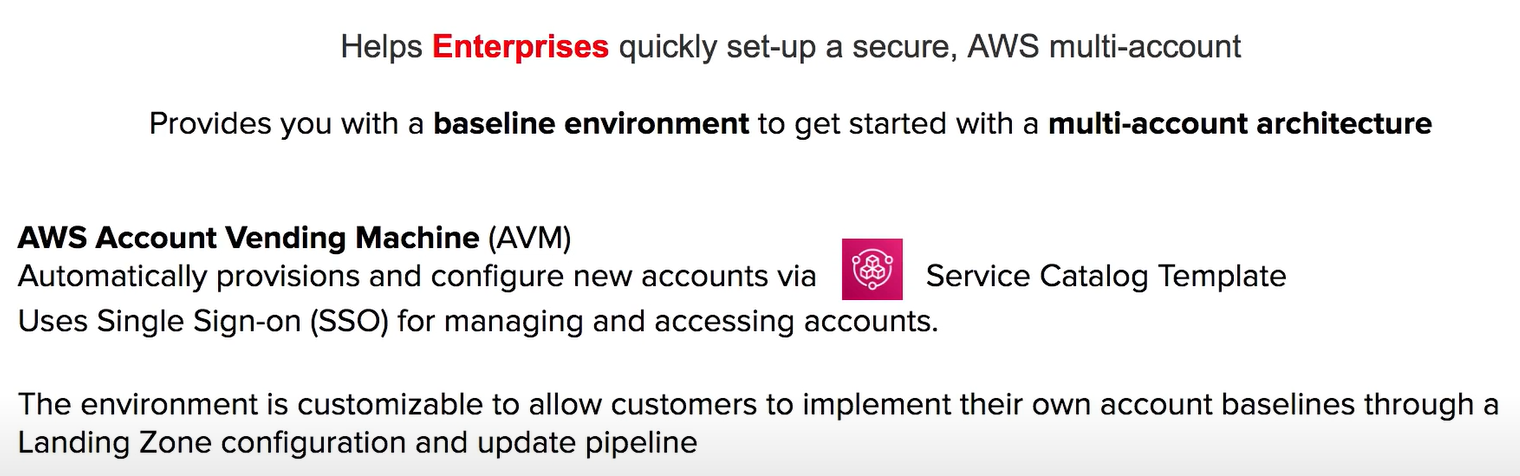 Helps Enterprises quickly set-up a secure, AWS multi-account
Provides you with a baseline environment to get started with a multi-account architecture
AWS Account Vending Machine (AVM)
Automatically provisions and configure new accounts via Service Catalog Template
Uses Single Sign-on (SSO) for managing and accessing accounts.
The environment is customizable to allow customers to implement their own account baselines through a
Landing Zone configuration and update pipeline